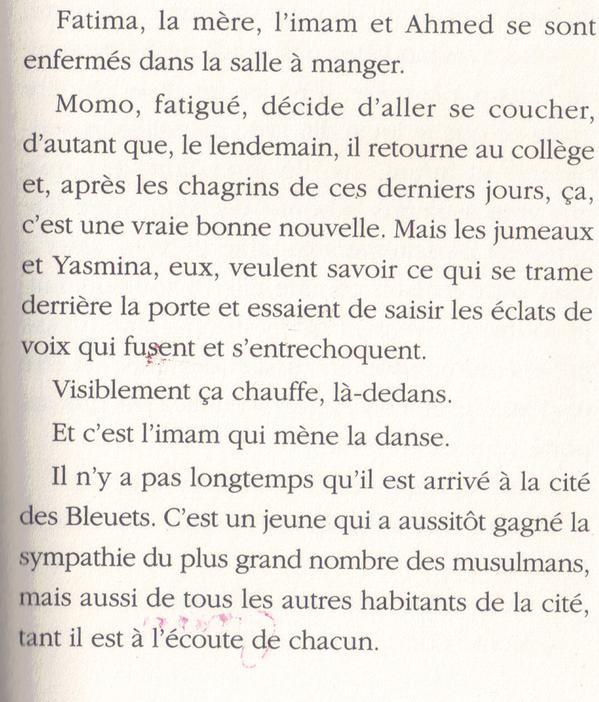 Fatima, la mère, l'imam et Ahmed se sont
enfermés dans la salle à manger.
Momo, fatigué, décide d'aller se coucher,
d'autant que, le lendemain, il retourne au collège
et, après les chagrins de ces derniers jours, ça,
c'est une vraie bonne nouvelle. Mais les jumeaux
et Yasmina, eux, veulent savoir ce qui se trame
derrière la porte et essaient de saisir les éclats de
voix qui fusent et s'entrechoquent.
Visiblement ça chauffe, là-dedans.
Et c'est l'imam qui mène la danse.
Il n'y a pas longtemps qu'il est arrivé à la cité
des Bleuets. C'est un jeune qui a aussitôt gagné la
sympathie du plus grand nombre des musulmans,
mais aussi de tous les autres habitants de la cité,
tant il est à l'écoute de chacun.